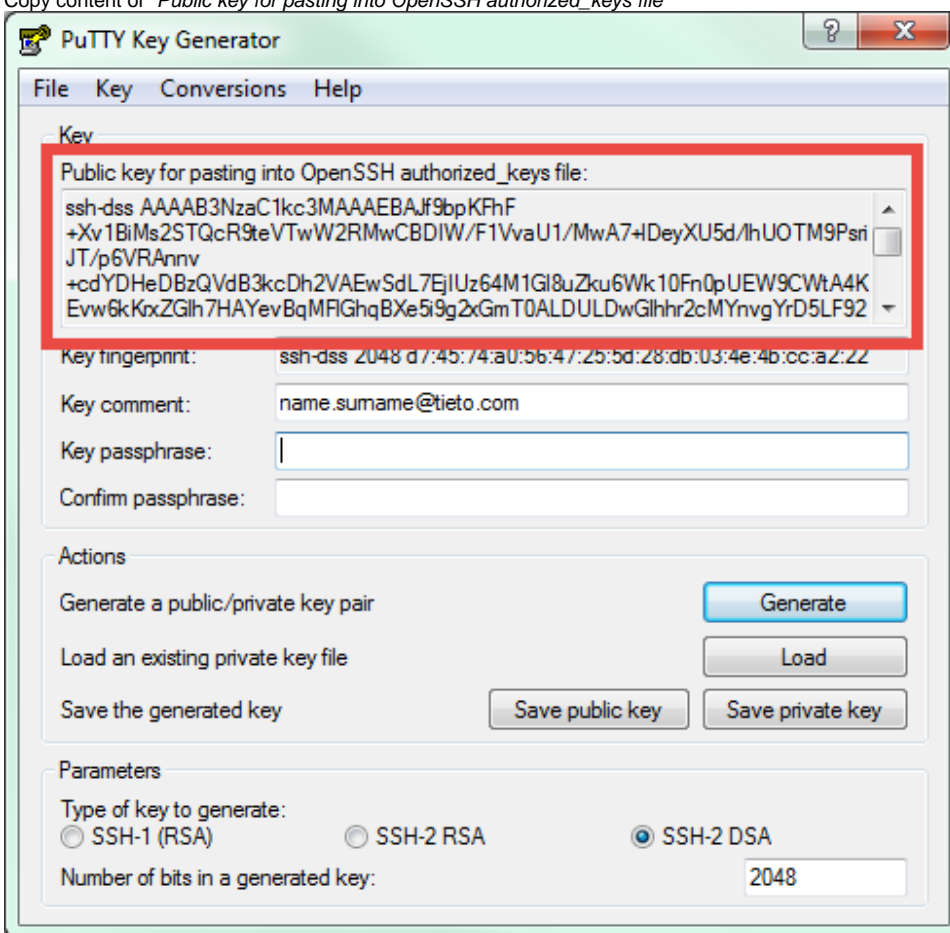 Copy content of "Public key for pasting into OpenSSH authorized_keys file"
PuTTY Key Generator
File Key Conversions Help
Key
Public key for pasting into OpenSSH authorized_keys file:
ssh-dss AAAAB3NzaC1kc3MAAAEBAJf9bpKFhF
+Xv1BiMs2STQcR9teVTwW2RMwCBDIW/F1VvaU1/MwA7+IDeyXU5d/lhUOTM9Psri
JT/p6VRAnnv
+cdYDHeDBzQVdB3kcDh2VAEwSdL7EjIUz64M1GI8uZku6Wk10Fn0pUEW9CWtA4K
Evw6kKrxZGlh7HAYevBqMFlGhqBXe5i9g2xGmT0ALDULDwGlhhr2cMYnvgYrD5LF92
Key fingerprint: ssh-dss 2048 d7:45:74:a0:56:47:25:5d:28:db:03:4e:4b:cc:a2:22
Key comment: name.surname@tieto.com
Key passphrase:
Confirm passphrase:
Actions
Generate a public/private key pair Generate
Load an existing private key file Load
Save the generated key Save public key Save private key
Parameters
Type of key to generate:
SSH-1 (RSA) SSH-2 RSA SSH-2 DSA
Number of bits in a generated key: 2048